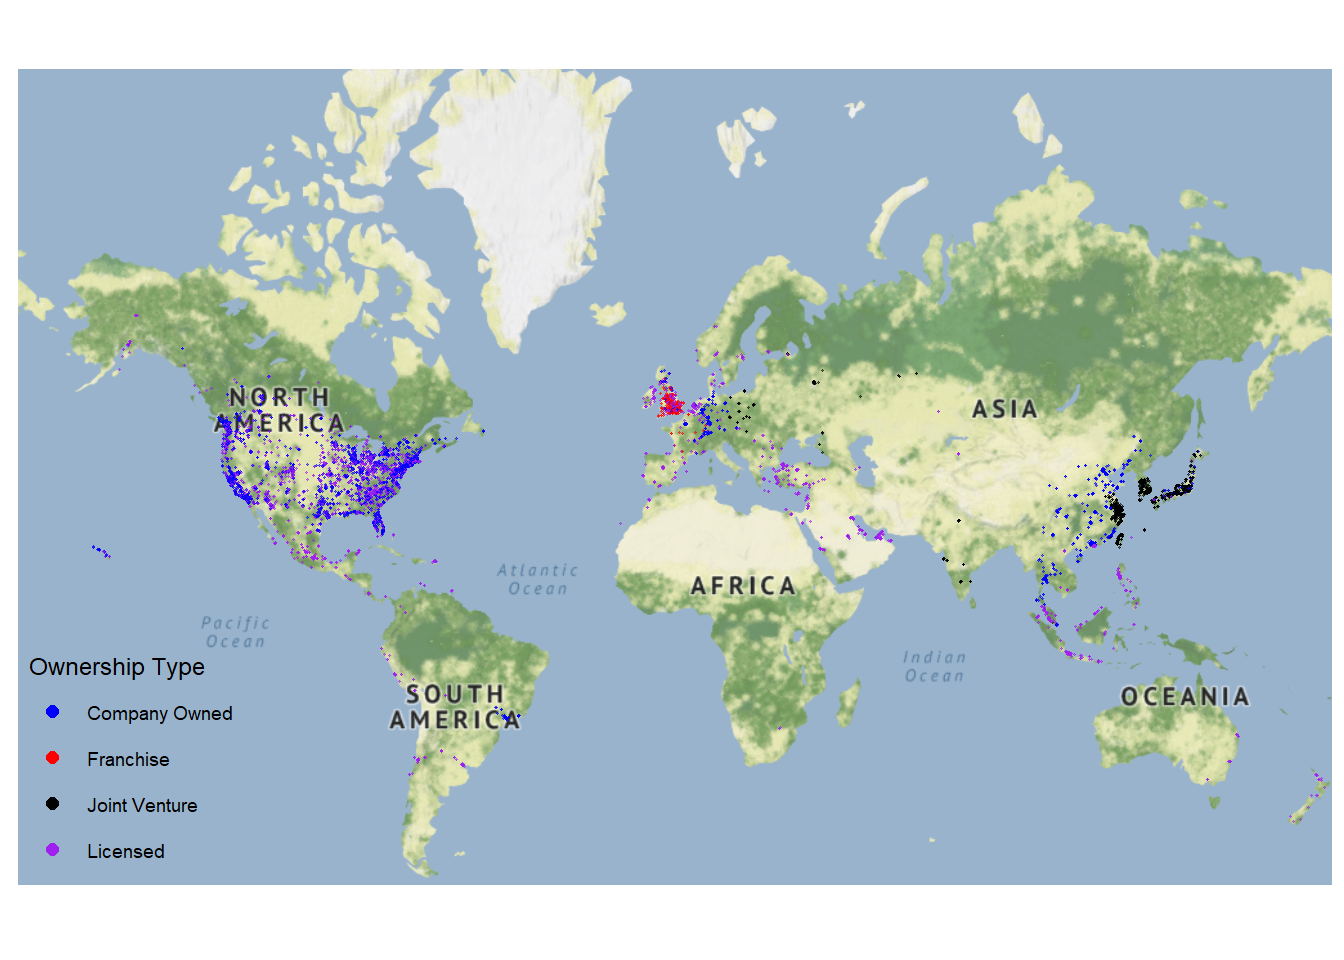 NORTH
AMERICA
ASIA
Atlantic
Ocean
AFRICA
Pacific
Ocean
Indian
Ocean
SOUTH
AMERICA
OCEANIA
Ownership Type
Company Owned
Franchise
Joint Venture
Licensed